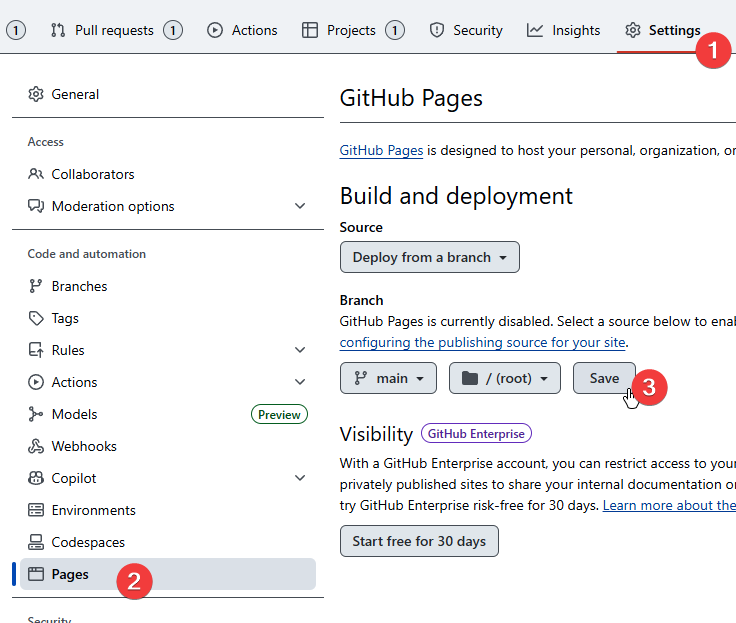 1 Pull requests 1 Actions Projects 1 Security Insights Settings
1
General
Access
Collaborators
Moderation options
Code and automation
Branches
Tags
Rules
Actions
Models Preview
Webhooks
Copilot
Environments
Codespaces
Pages
2
Security
GitHub Pages
GitHub Pages is designed to host your personal, organization, or
Build and deployment
Source
Deploy from a branch
Branch
GitHub Pages is currently disabled. Select a source below to enab
configuring the publishing source for your site.
main / (root) Save
3
Visibility GitHub Enterprise
With a GitHub Enterprise account, you can restrict access to your
privately published sites to share your internal documentation or
try GitHub Enterprise risk-free for 30 days. Learn more about the
Start free for 30 days